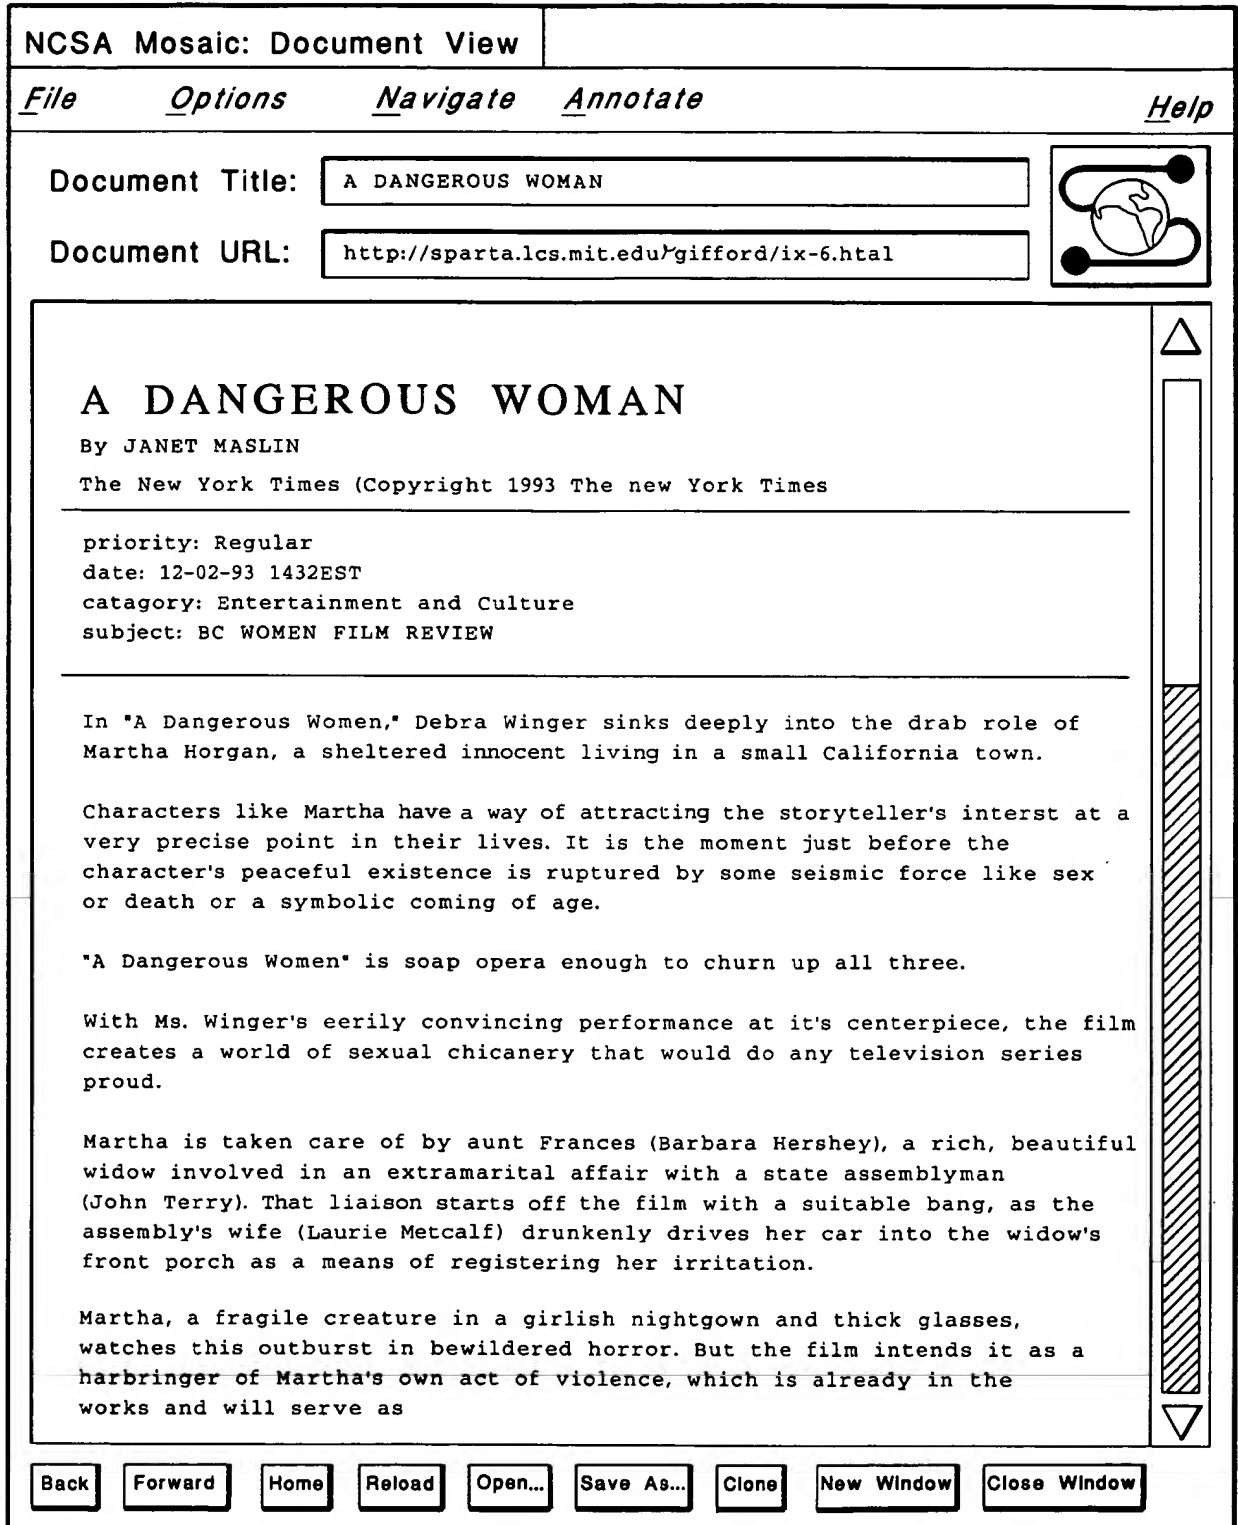 NCSA Mosaic: Document View
File Options Navigate Annotate Help
Document Title: A DANGEROUS WOMAN
Document URL: http://sparta.lcs.mit.edu/~gifford/ix-6.htal
A DANGEROUS WOMAN
By JANET MASLIN
The New York Times (Copyright 1993 The new York Times
priority: Regular
date: 12-02-93 1432EST
catagory: Entertainment and Culture
subject: BC WOMEN FILM REVIEW
In "A Dangerous Women," Debra Winger sinks deeply into the drab role of
Martha Horgan, a sheltered innocent living in a small California town.
Characters like Martha have a way of attracting the storyteller's interst at a
very precise point in their lives. It is the moment just before the
character's peaceful existence is ruptured by some seismic force like sex
or death or a symbolic coming of age.
"A Dangerous Women" is soap opera enough to churn up all three.
With Ms. Winger's eerily convincing performance at it's centerpiece, the film
creates a world of sexual chicanery that would do any television series
proud.
Martha is taken care of by aunt Frances (Barbara Hershey), a rich, beautiful
widow involved in an extramarital affair with a state assemblyman
(John Terry). That liaison starts off the film with a suitable bang, as the
assembly's wife (Laurie Metcalf) drunkenly drives her car into the widow's
front porch as a means of registering her irritation.
Martha, a fragile creature in a girlish nightgown and thick glasses,
watches this outburst in bewildered horror. But the film intends it as a
harbringer of Martha's own act of violence, which is already in the
works and will serve as
Back Forward Home Reload Open... Save As... Clone New Window Close Window